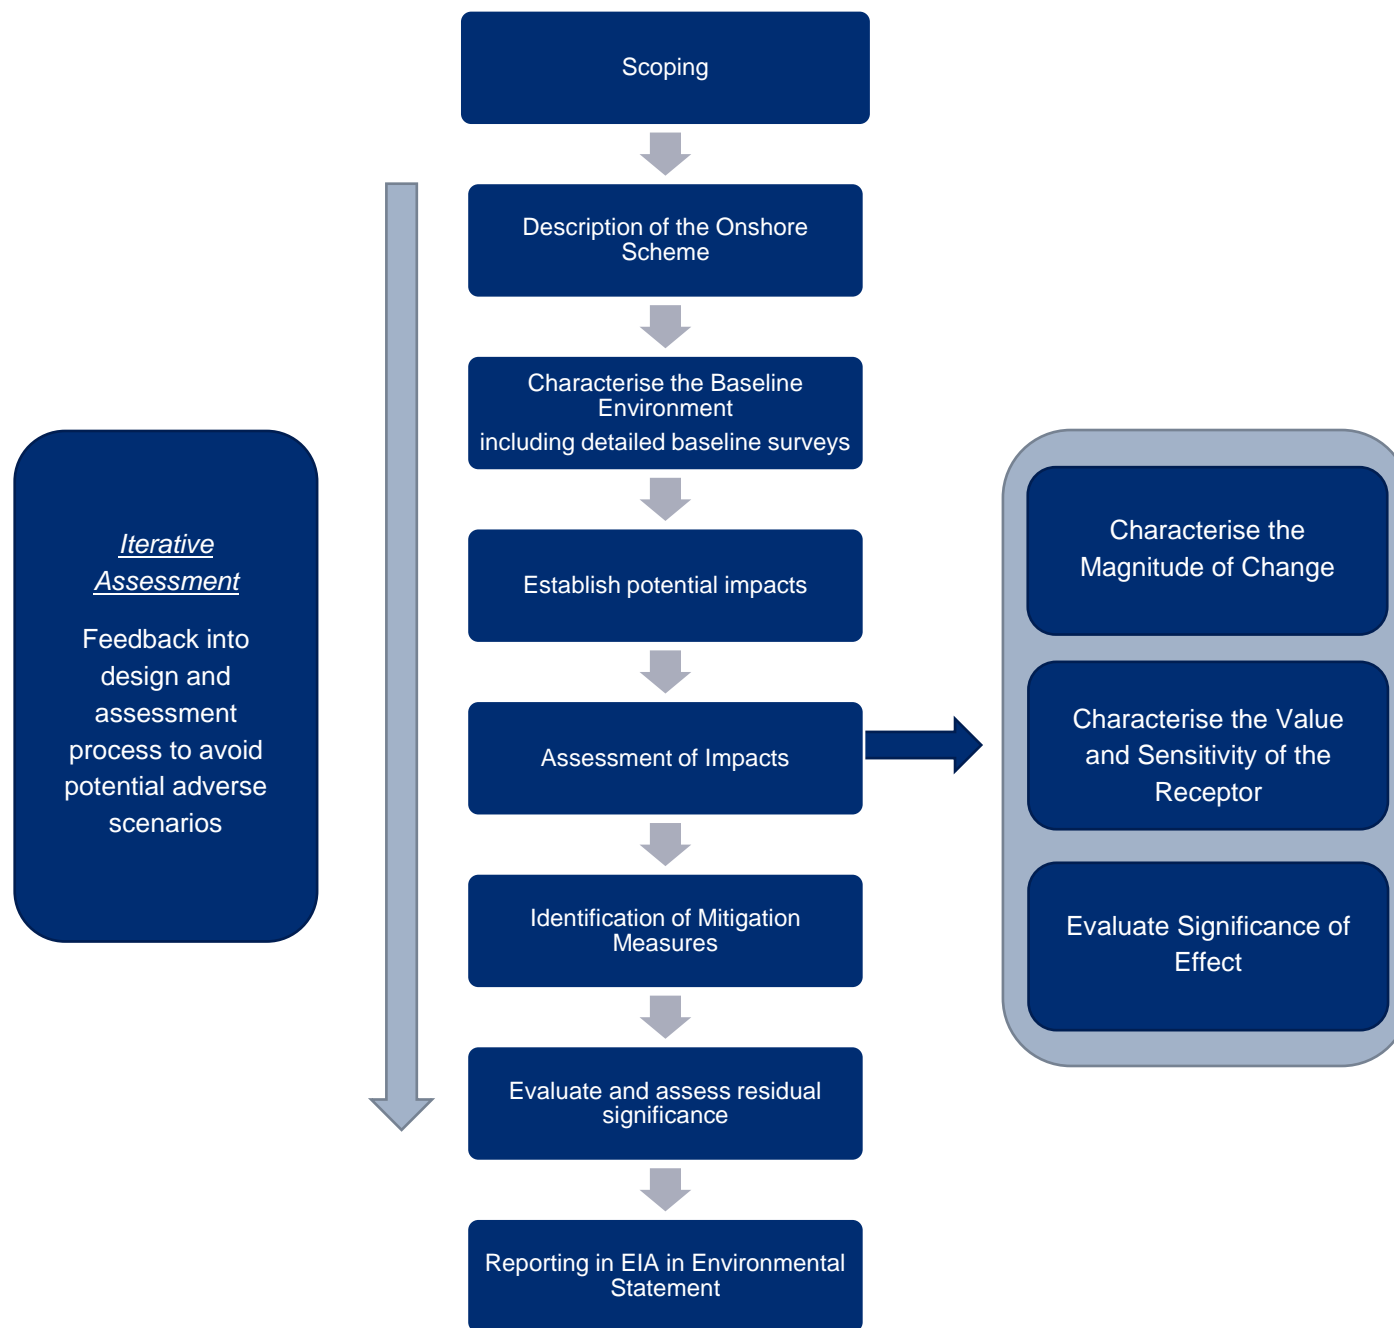 Scoping
Description of the Onshore
Scheme
Characterise the Baseline
Environment
including detailed baseline surveys
Establish potential impacts
Assessment of Impacts
Identification of Mitigation
Measures
Evaluate and assess residual
significance
Reporting in EIA in Environmental
Statement
Iterative
Assessment
Feedback into
design and
assessment
process to avoid
potential adverse
scenarios
Characterise the
Magnitude of Change
Characterise the Value
and Sensitivity of the
Receptor
Evaluate Significance of
Effect